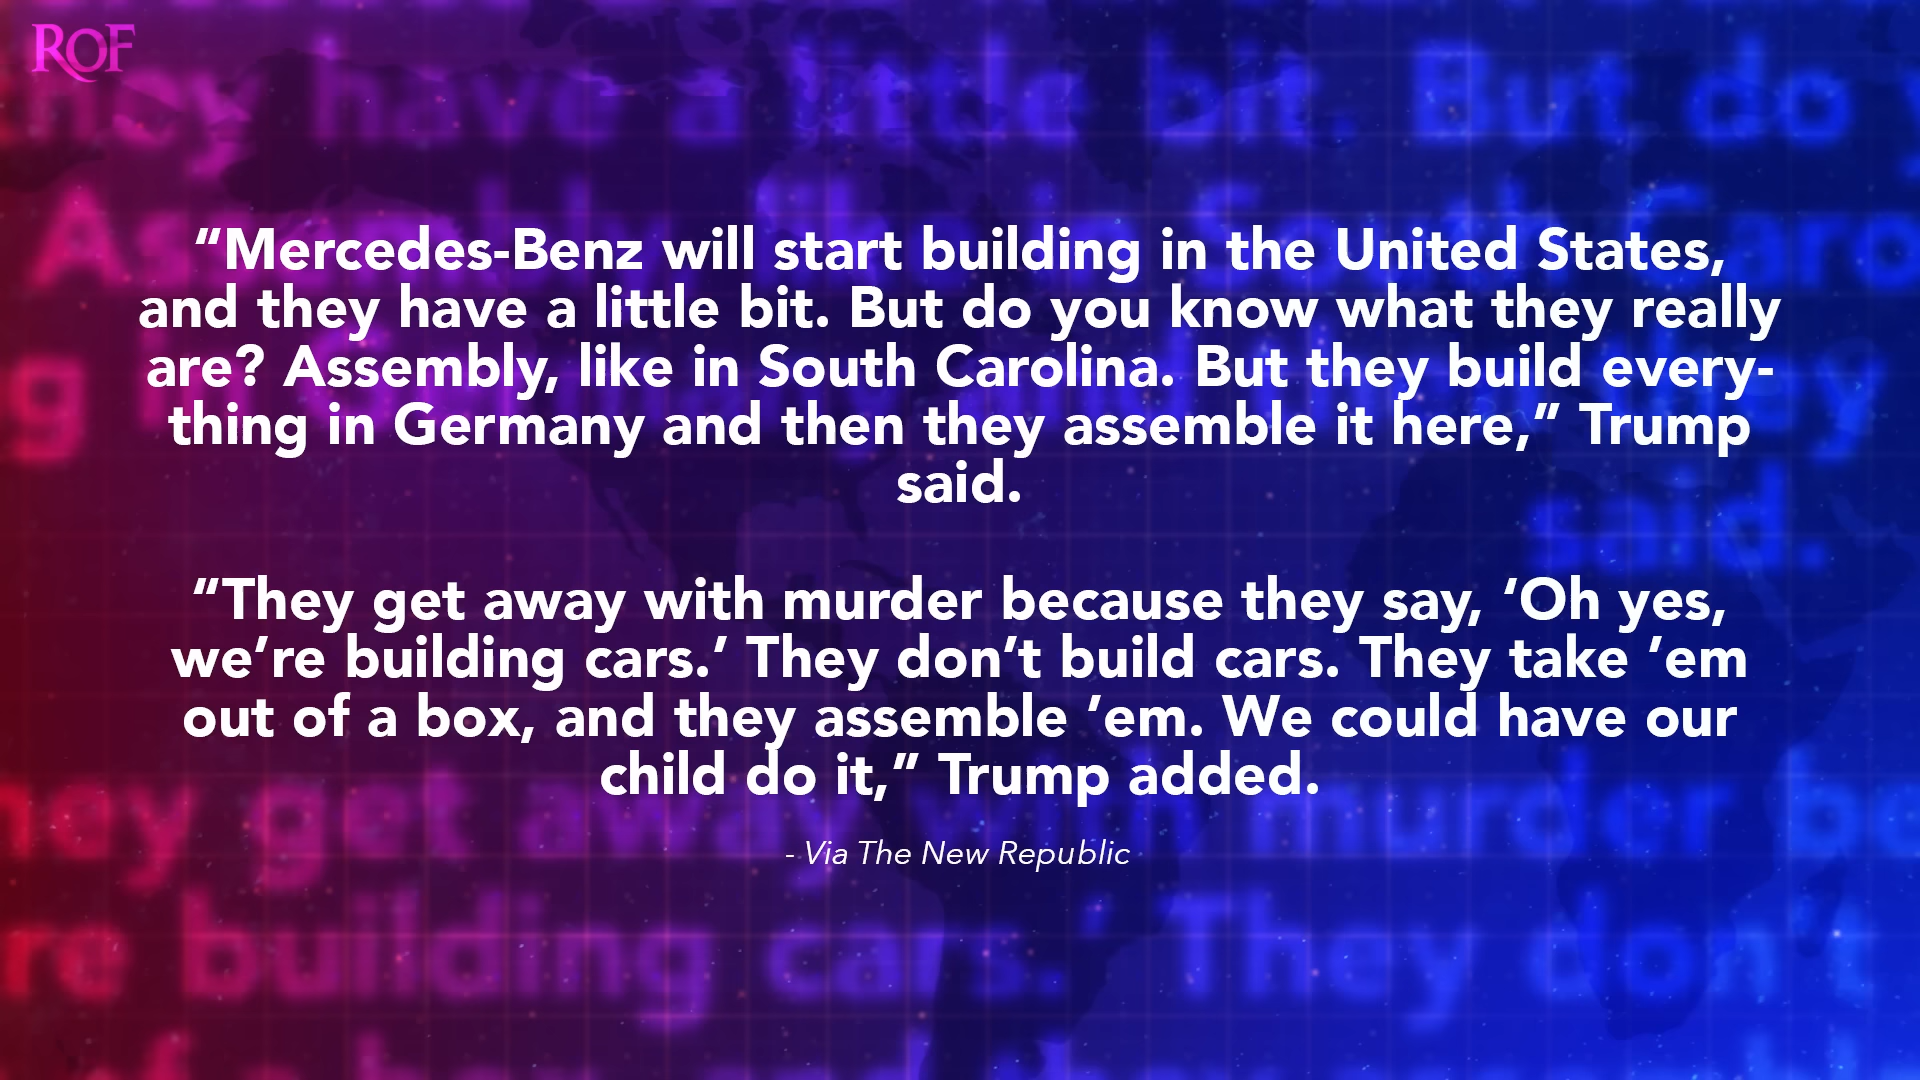 ROF
“Mercedes-Benz will start building in the United States,
and they have a little bit. But do you know what they really
are? Assembly, like in South Carolina. But they build every-
thing in Germany and then they assemble it here,” Trump
said.
“They get away with murder because they say, ‘Oh yes,
we’re building cars.’ They don’t build cars. They take ’em
out of a box, and they assemble ’em. We could have our
child do it,” Trump added.
- Via The New Republic